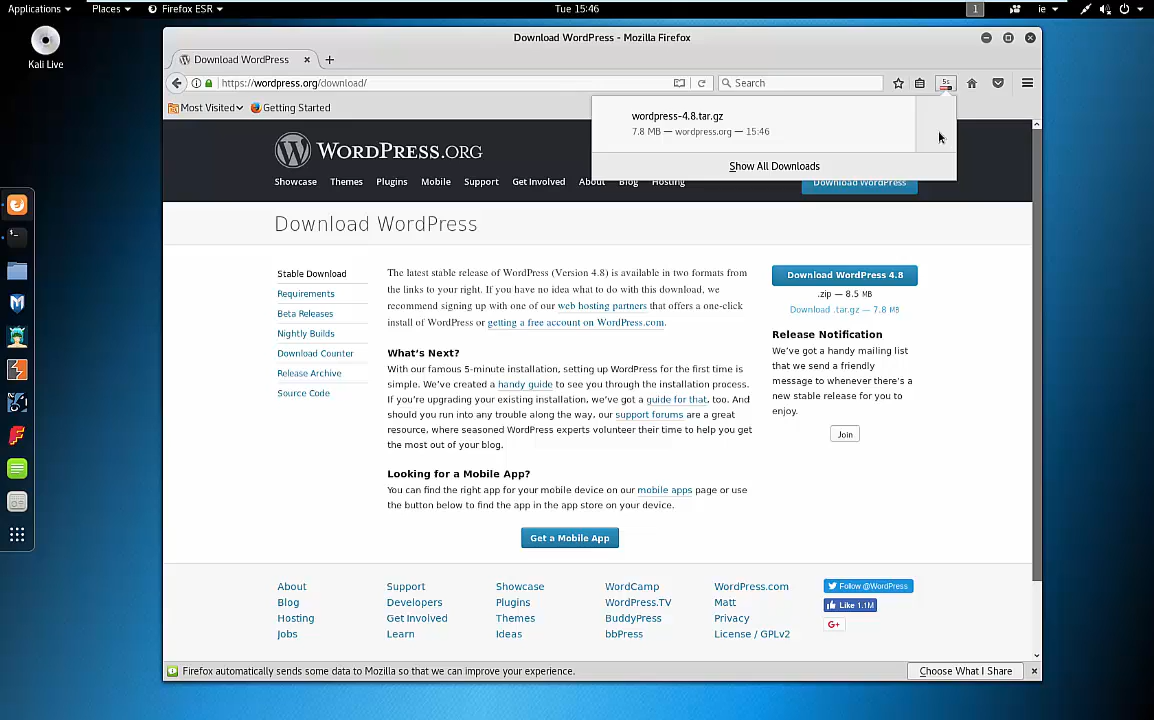 Applications Places Firefox ESR Tue 15:46 1 ie
Kali Live
Download WordPress - Mozilla Firefox
Download WordPress
https://wordpress.org/download/ Search 5s
Most Visited Getting Started
wordpress-4.8.tar.gz
7.8 MB — wordpress.org — 15:46
Show All Downloads
WORDPRESS.ORG
Showcase Themes Plugins Mobile Support Get Involved About Blog Hosting Download WordPress
Download WordPress
Stable Download
Requirements
Beta Releases
Nightly Builds
Download Counter
Release Archive
Source Code
The latest stable release of WordPress (Version 4.8) is available in two formats from
the links to your right. If you have no idea what to do with this download, we
recommend signing up with one of our web hosting partners that offers a one-click
install of WordPress or getting a free account on WordPress.com.
What's Next?
With our famous 5-minute installation, setting up WordPress for the first time is
simple. We've created a handy guide to see you through the installation process.
If you're upgrading your existing installation, we've got a guide for that, too. And
should you run into any trouble along the way, our support forums are a great
resource, where seasoned WordPress experts volunteer their time to help you get
the most out of your blog.
Looking for a Mobile App?
You can find the right app for your mobile device on our mobile apps page or use
the button below to find the app in the app store on your device.
Get a Mobile App
Download WordPress 4.8
.zip — 8.5 MB
Download .tar.gz — 7.8 MB
Release Notification
We've got a handy mailing list
that we send a friendly
message to whenever there's a
new stable release for you to
enjoy.
Join
About Support Showcase WordCamp WordPress.com Follow @WordPress
Blog Developers Plugins WordPress.TV Matt Like 1.1M
Hosting Get Involved Themes BuddyPress Privacy G+
Jobs Learn Ideas bbPress License / GPLv2
Firefox automatically sends some data to Mozilla so that we can improve your experience. Choose What I Share